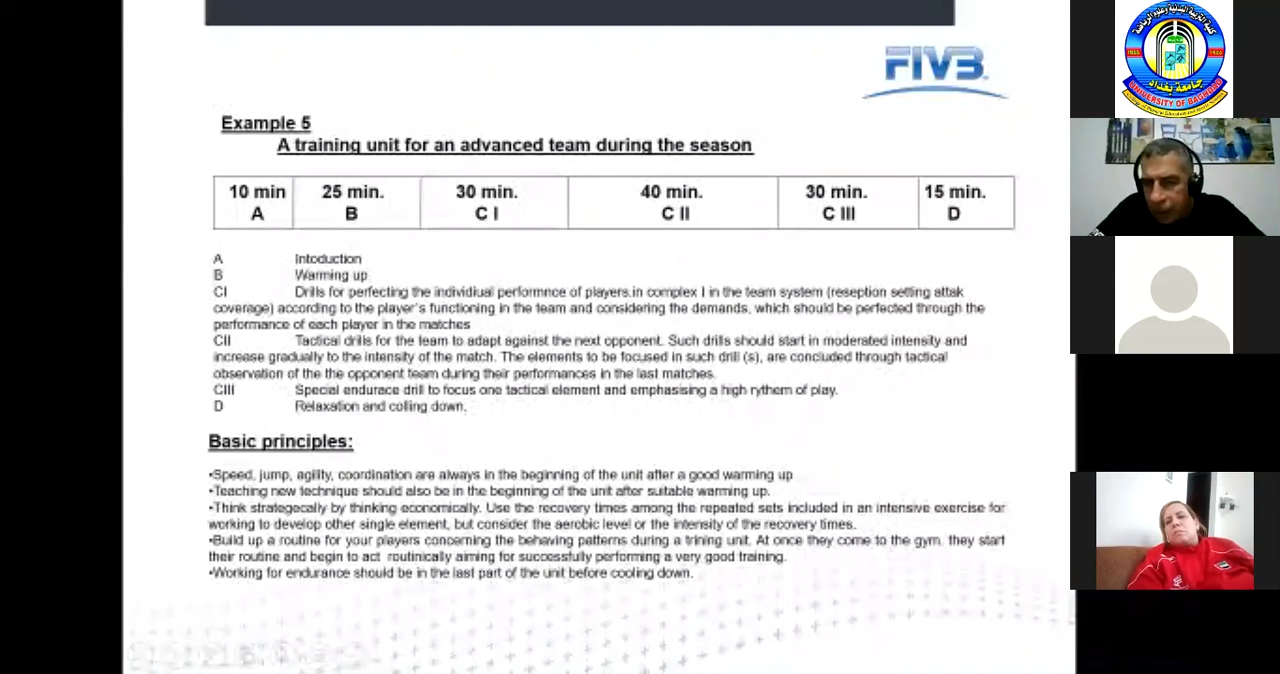 FIVB
Example 5
A training unit for an advanced team during the season
10 min 25 min. 30 min. 40 min. 30 min. 15 min.
A B C I C II C III D
A Intoduction
B Warming up
CI Drills for perfecting the individiual performnce of players.in complex I in the team system (reseption setting attak
coverage) according to the player's functioning in the team and considering the demands, which should be perfected through the
performance of each player in the matches
CII Tactical drills for the team to adapt against the next opponent. Such drills should start in moderated intensity and
increase gradually to the intensity of the match. The elements to be focused in such drill (s), are concluded through tactical
observation of the the opponent team during their performances in the last matches.
CIII Special endurace drill to focus one tactical element and emphasising a high rythem of play.
D Relaxation and colling down.
Basic principles:
•Speed, jump, agility, coordination are always in the beginning of the unit after a good warming up
•Teaching new technique should also be in the beginning of the unit after suitable warming up.
•Think strategecally by thinking economically. Use the recovery times among the repeated sets included in an intensive exercise for
working to develop other single element, but consider the aerobic level or the intensity of the recovery times.
•Build up a routine for your players concerning the behaving patterns during a trining unit. At once they come to the gym, they start
their routine and begin to act routinically aiming for successfully performing a very good training.
•Working for endurance should be in the last part of the unit before cooling down.
جامعة بغداد
UNIVERSITY OF BAGHDAD